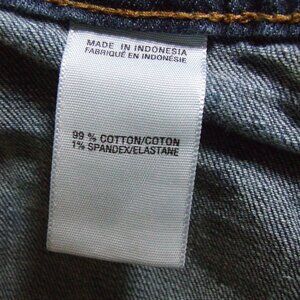 MADE IN INDONESIA
FABRIQUÉ EN INDONÉSIE
99 % COTTON/COTON
1% SPANDEX/ELASTANE